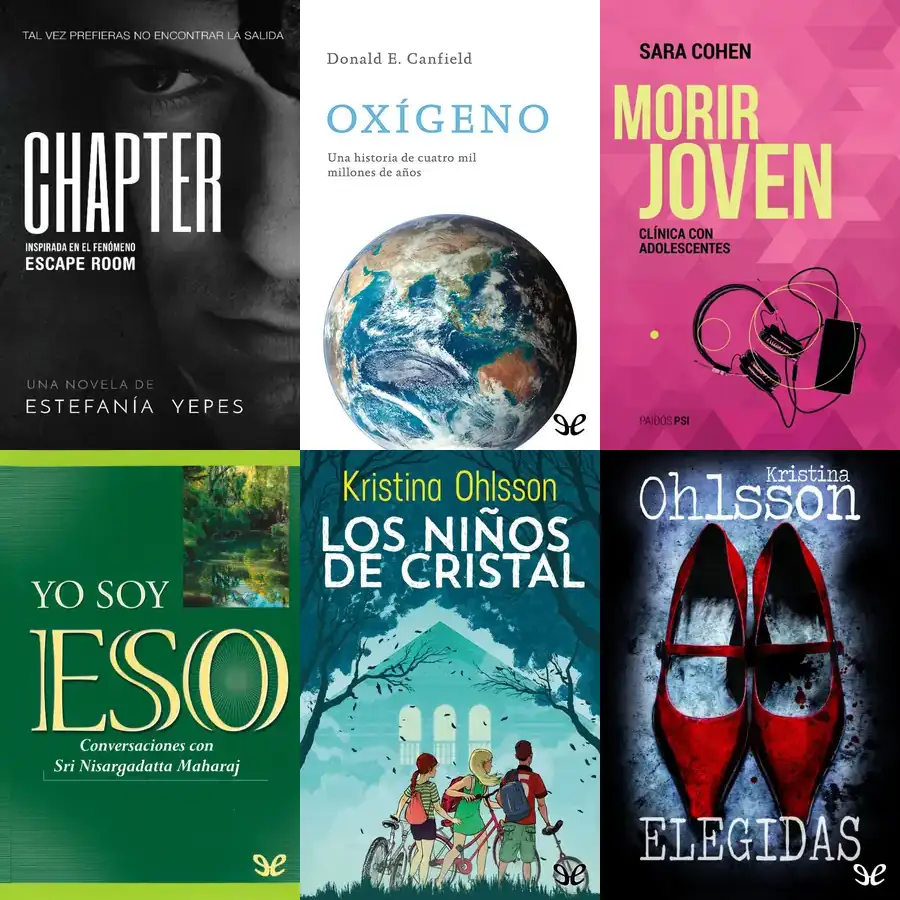 TAL VEZ PREFIERAS NO ENCONTRAR LA SALIDA
CHAPTER
INSPIRADA EN EL FENÓMENO
ESCAPE ROOM
UNA NOVELA DE
ESTEFANÍA YEPES
Donald E. Canfield
OXÍGENO
Una historia de cuatro mil
millones de años
SARA COHEN
MORIR
JOVEN
CLÍNICA CON
ADOLESCENTES
PAIDÓS PSI
YO SOY
ESO
Conversaciones con
Sri Nisargadatta Maharaj
Kristina Ohlsson
LOS NIÑOS
DE CRISTAL
Kristina
Ohlsson
ELEGIDAS